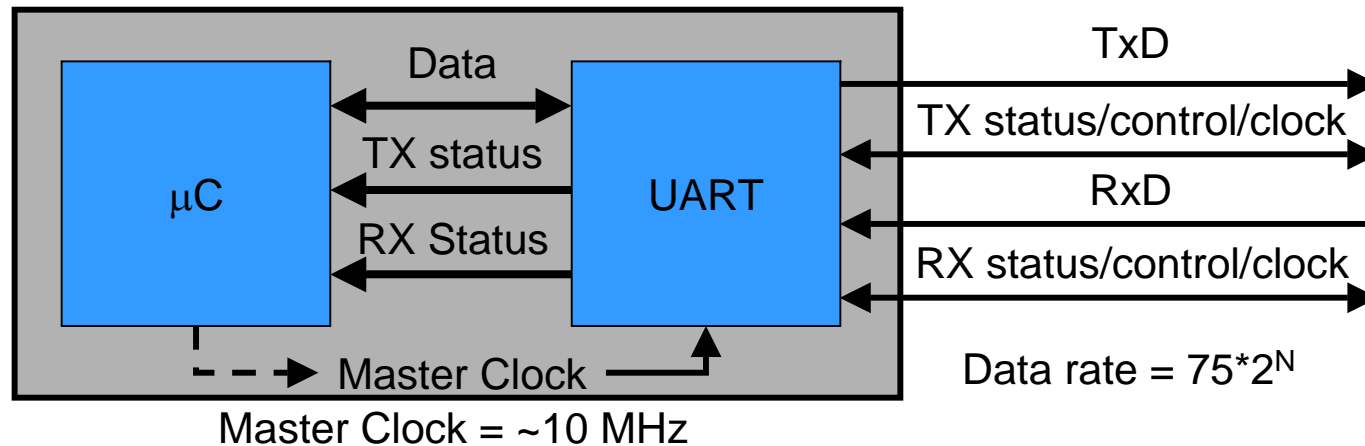 Data
TX status
RX Status
μC
UART
Master Clock
Master Clock = ~10 MHz
TxD
TX status/control/clock
RxD
RX status/control/clock
Data rate = 75*2ᴺ